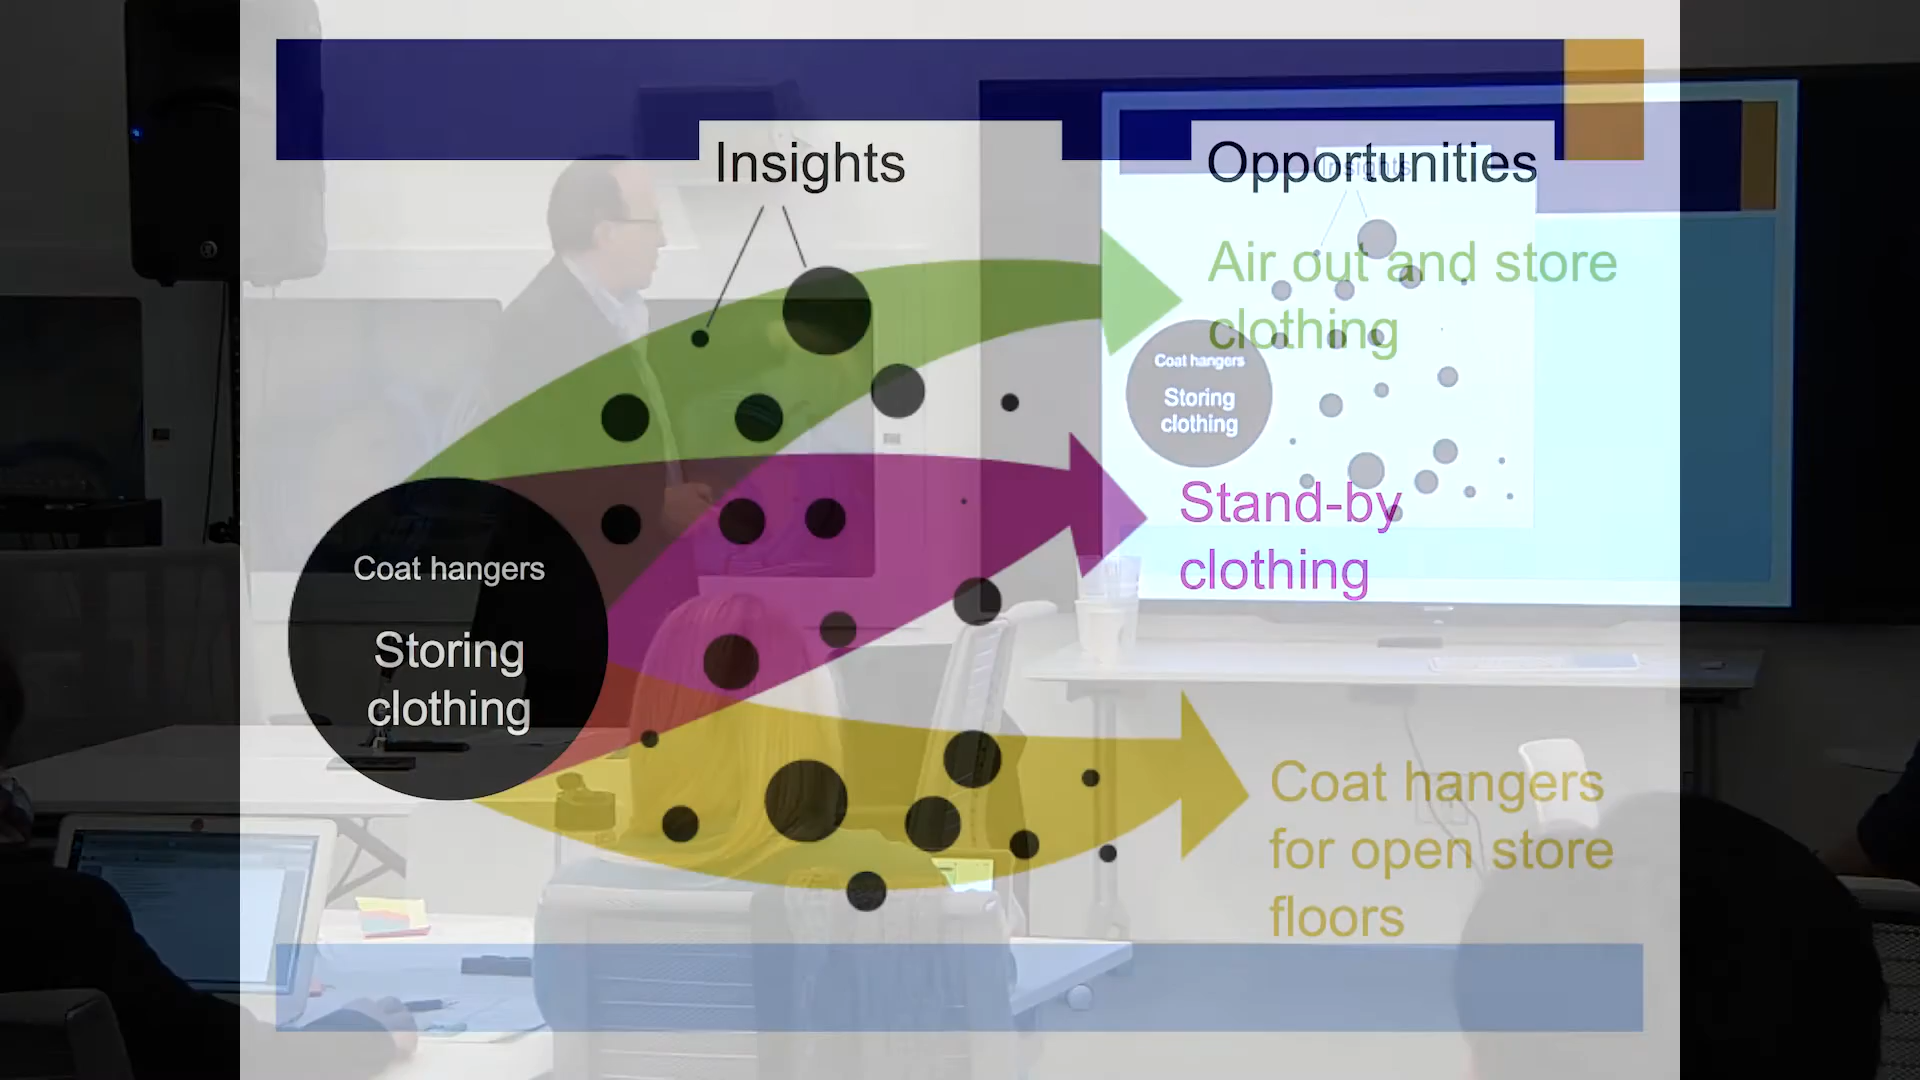 Insights
Opportunities
Insights
Air out and store
clothing
Coat hangers
Storing
clothing
Stand-by
clothing
Coat hangers
Storing
clothing
Coat hangers
for open store
floors